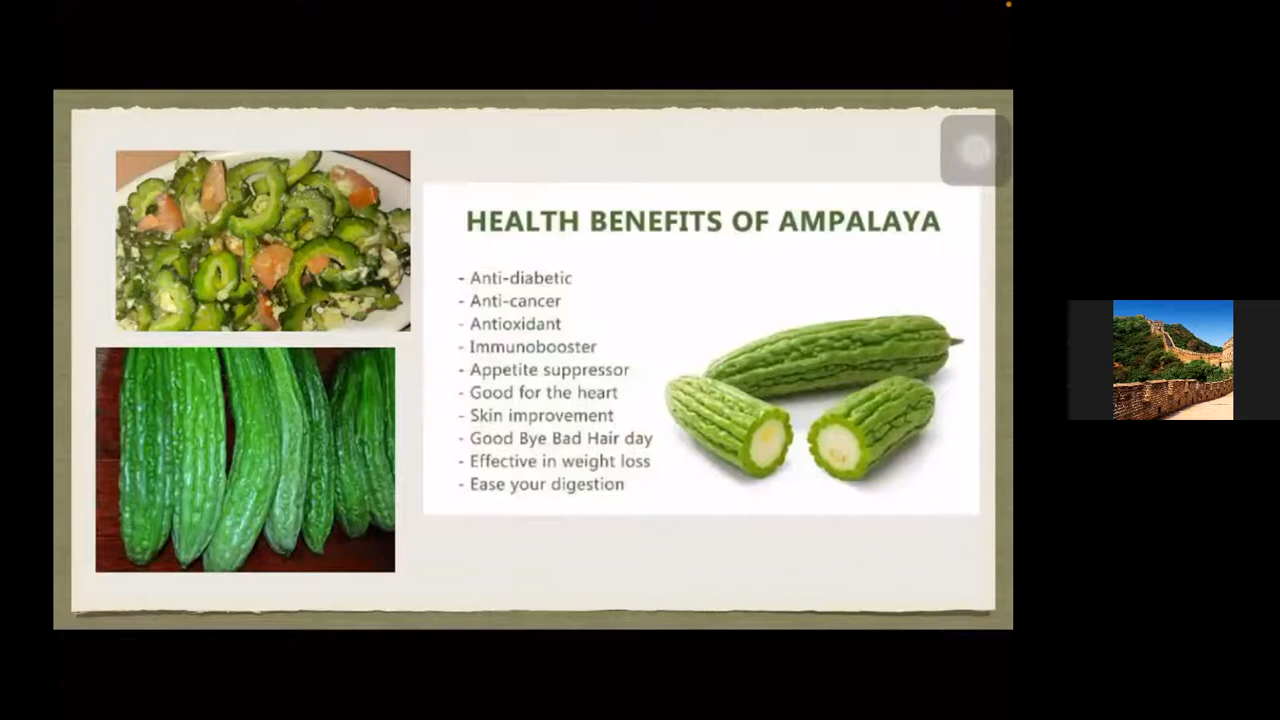 HEALTH BENEFITS OF AMPALAYA
- Anti-diabetic
- Anti-cancer
- Antioxidant
- Immunobooster
- Appetite suppressor
- Good for the heart
- Skin improvement
- Good Bye Bad Hair day
- Effective in weight loss
- Ease your digestion